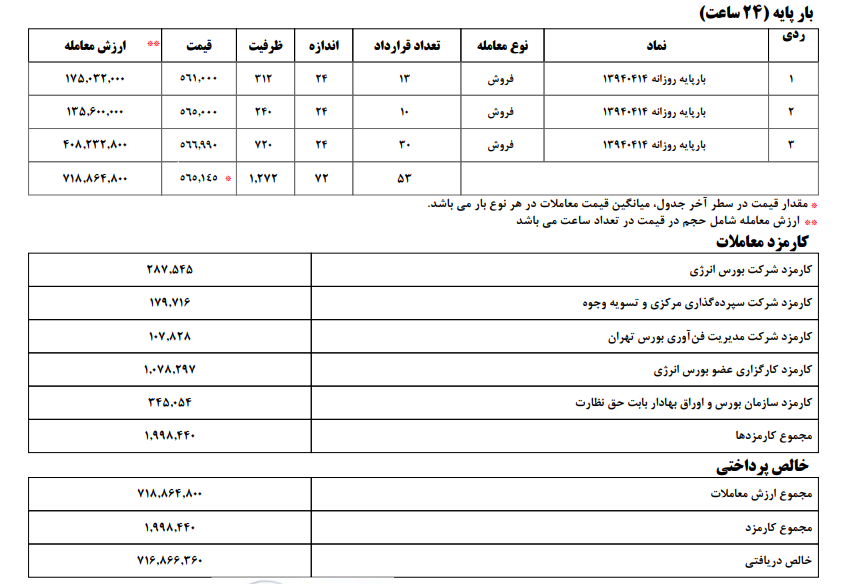 بار پایه (۲۴ ساعت)
ردی نماد نوع معامله تعداد قرارداد اندازه ظرفیت قیمت ** ارزش معامله
۱ بارپایه روزانه ۱۳۹۴۰۴۱۴ فروش ۱۳ ۲۴ ۳۱۲ ۵۶۱,۰۰۰ ۱۷۵,۰۳۲,۰۰۰
۲ بارپایه روزانه ۱۳۹۴۰۴۱۴ فروش ۱۰ ۲۴ ۲۴۰ ۵۶۵,۰۰۰ ۱۳۵,۶۰۰,۰۰۰
۳ بارپایه روزانه ۱۳۹۴۰۴۱۴ فروش ۳۰ ۲۴ ۷۲۰ ۵۶۶,۹۹۰ ۴۰۸,۲۳۲,۸۰۰
۵۳ ۷۲ ۱,۲۷۲ * ۵۶۵,۱۴۵ ۷۱۸,۸۶۴,۸۰۰
* مقدار قیمت در سطر آخر جدول، میانگین قیمت معاملات در هر نوع بار می باشد.
** ارزش معامله شامل حجم در قیمت در تعداد ساعت می باشد
کارمزد معاملات
کارمزد شرکت بورس انرژی ۲۸۷,۵۴۵
کارمزد شرکت سپرده‌گذاری مرکزی و تسویه وجوه ۱۷۹,۷۱۶
کارمزد شرکت مدیریت فن‌آوری بورس تهران ۱۰۷,۸۲۸
کارمزد کارگزاری عضو بورس انرژی ۱,۰۷۸,۲۹۷
کارمزد سازمان بورس و اوراق بهادار بابت حق نظارت ۳۴۵,۰۵۴
مجموع کارمزدها ۱,۹۹۸,۴۴۰
خالص پرداختی
مجموع ارزش معاملات ۷۱۸,۸۶۴,۸۰۰
مجموع کارمزد ۱,۹۹۸,۴۴۰
خالص دریافتی ۷۱۶,۸۶۶,۳۶۰